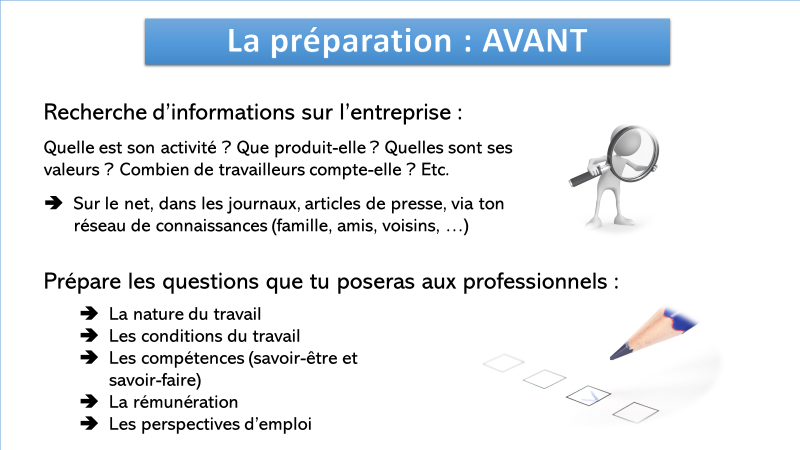 La préparation : AVANT
Recherche d’informations sur l’entreprise :
Quelle est son activité ? Que produit-elle ? Quelles sont ses
valeurs ? Combien de travailleurs compte-elle ? Etc.
➔ Sur le net, dans les journaux, articles de presse, via ton
réseau de connaissances (famille, amis, voisins, …)
Prépare les questions que tu poseras aux professionnels :
➔ La nature du travail
➔ Les conditions du travail
➔ Les compétences (savoir-être et
savoir-faire)
➔ La rémunération
➔ Les perspectives d’emploi